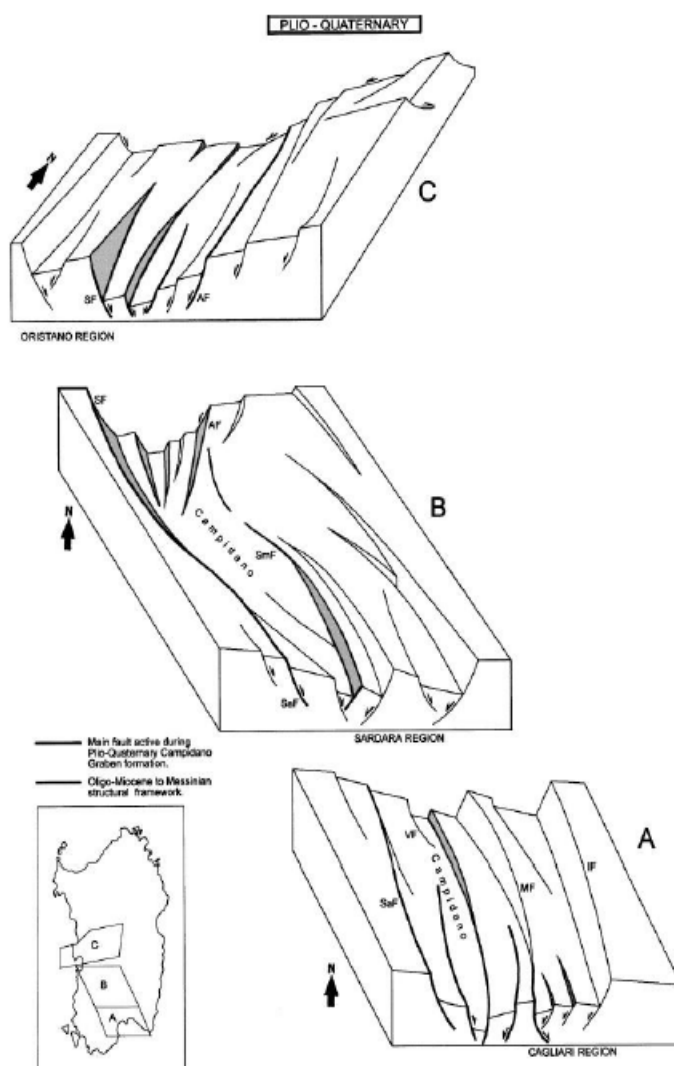 PLIO - QUATERNARY
N
C
SF
AF
ORISTANO REGION
SF
AF
B
N
Campidano
SmF
SaF
SARDARA REGION
Main fault active during
Plio-Quaternary Campidano
Graben formation.
Oligo-Miocene to Messinian
structural framework.
C
B
A
A
VF
Campidano
SaF
MF
IF
N
CAGLIARI REGION